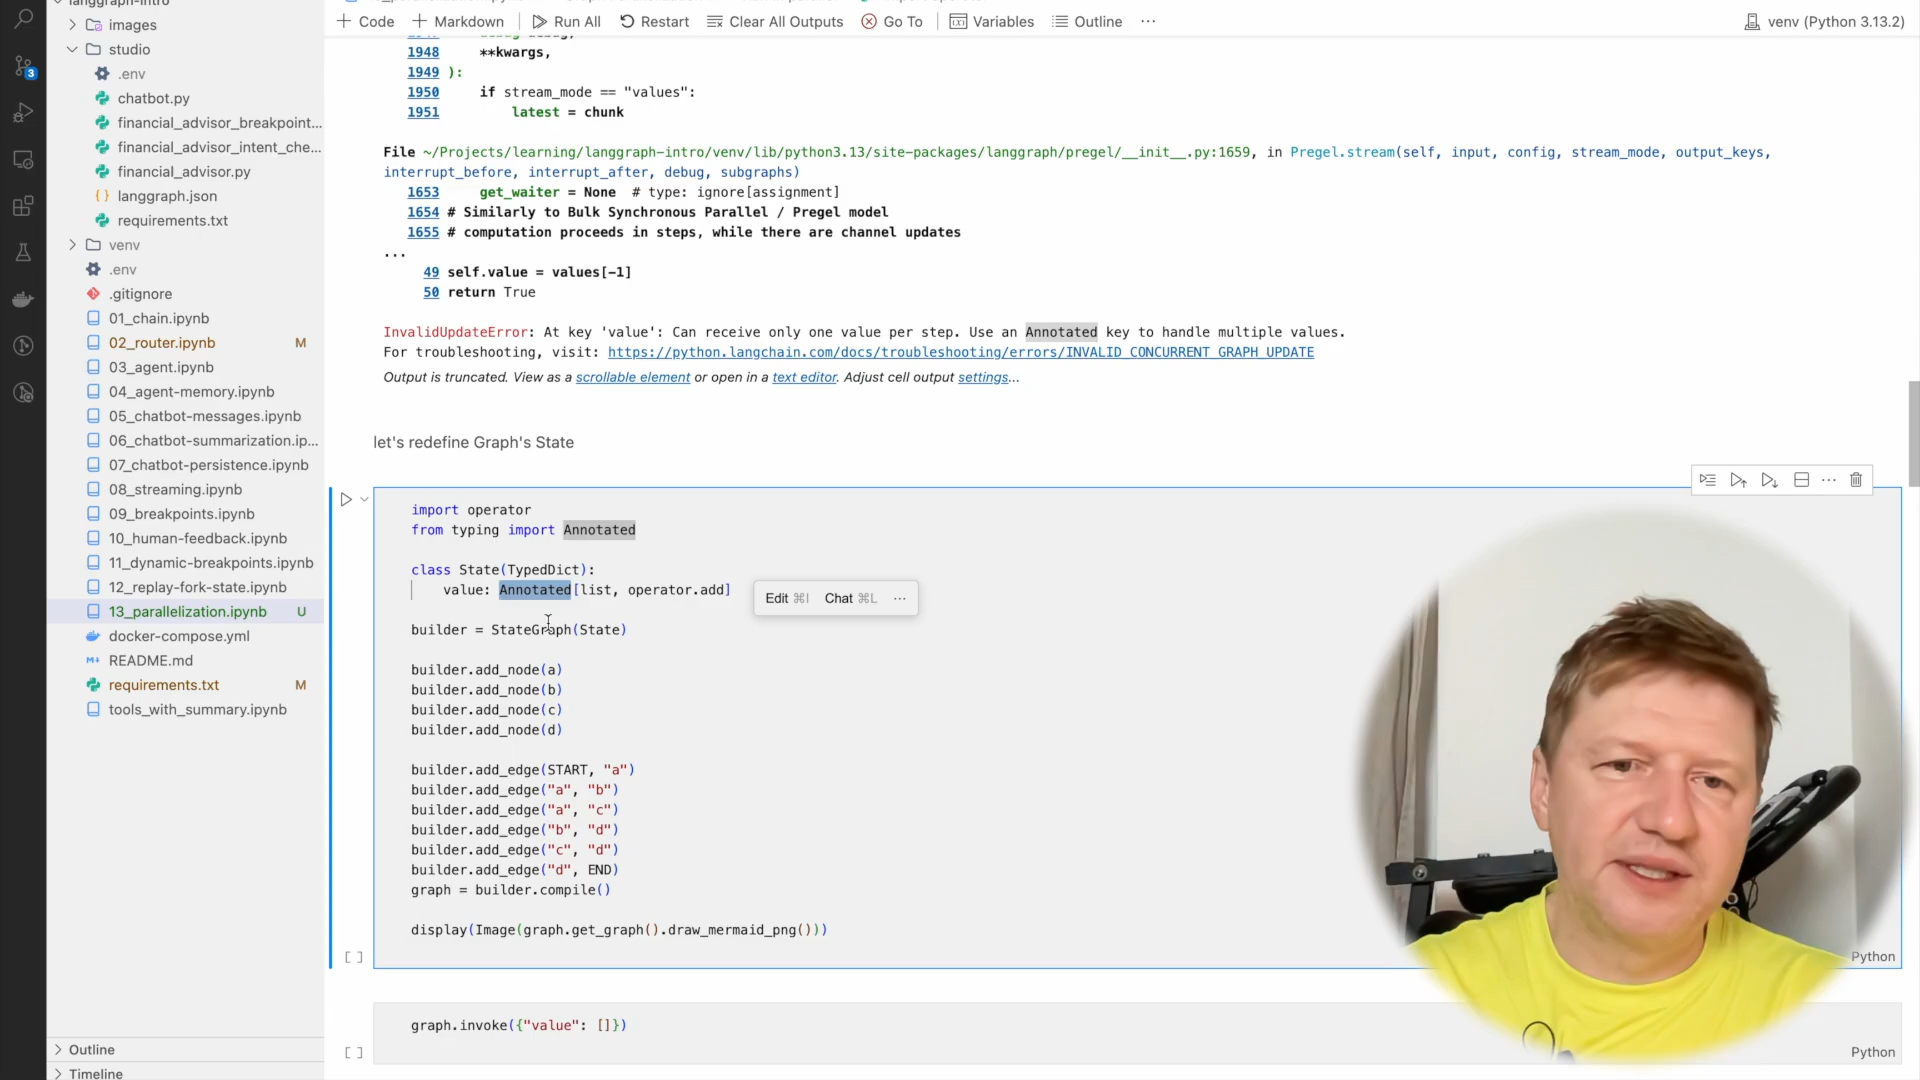 langgraph-intro
images
studio
.env
chatbot.py
financial_advisor_breakpoint...
financial_advisor_intent_che...
financial_advisor.py
langgraph.json
requirements.txt
venv
.env
.gitignore
01_chain.ipynb
02_router.ipynb M
03_agent.ipynb
04_agent-memory.ipynb
05_chatbot-messages.ipynb
06_chatbot-summarization.ip...
07_chatbot-persistence.ipynb
08_streaming.ipynb
09_breakpoints.ipynb
10_human-feedback.ipynb
11_dynamic-breakpoints.ipynb
12_replay-fork-state.ipynb
13_parallelization.ipynb U
docker-compose.yml
README.md
requirements.txt M
tools_with_summary.ipynb
Outline
Timeline
3
Code Markdown Run All Restart Clear All Outputs Go To Variables Outline ... venv (Python 3.13.2)
1948 **kwargs,
1949 ):
1950 if stream_mode == "values":
1951 latest = chunk
File ~/Projects/learning/langgraph-intro/venv/lib/python3.13/site-packages/langgraph/pregel/__init__.py:1659, in Pregel.stream(self, input, config, stream_mode, output_keys,
interrupt_before, interrupt_after, debug, subgraphs)
1653 get_waiter = None # type: ignore[assignment]
1654 # Similarly to Bulk Synchronous Parallel / Pregel model
1655 # computation proceeds in steps, while there are channel updates
...
49 self.value = values[-1]
50 return True
InvalidUpdateError: At key 'value': Can receive only one value per step. Use an Annotated key to handle multiple values.
For troubleshooting, visit: https://python.langchain.com/docs/troubleshooting/errors/INVALID_CONCURRENT_GRAPH_UPDATE
Output is truncated. View as a scrollable element or open in a text editor. Adjust cell output settings...
let's redefine Graph's State
import operator
from typing import Annotated
class State(TypedDict):
value: Annotated[list, operator.add]
Edit ⌘I Chat ⌘L ...
builder = StateGraph(State)
builder.add_node(a)
builder.add_node(b)
builder.add_node(c)
builder.add_node(d)
builder.add_edge(START, "a")
builder.add_edge("a", "b")
builder.add_edge("a", "c")
builder.add_edge("b", "d")
builder.add_edge("c", "d")
builder.add_edge("d", END)
graph = builder.compile()
display(Image(graph.get_graph().draw_mermaid_png()))
[ ] Python
graph.invoke({"value": []})
[ ] Python